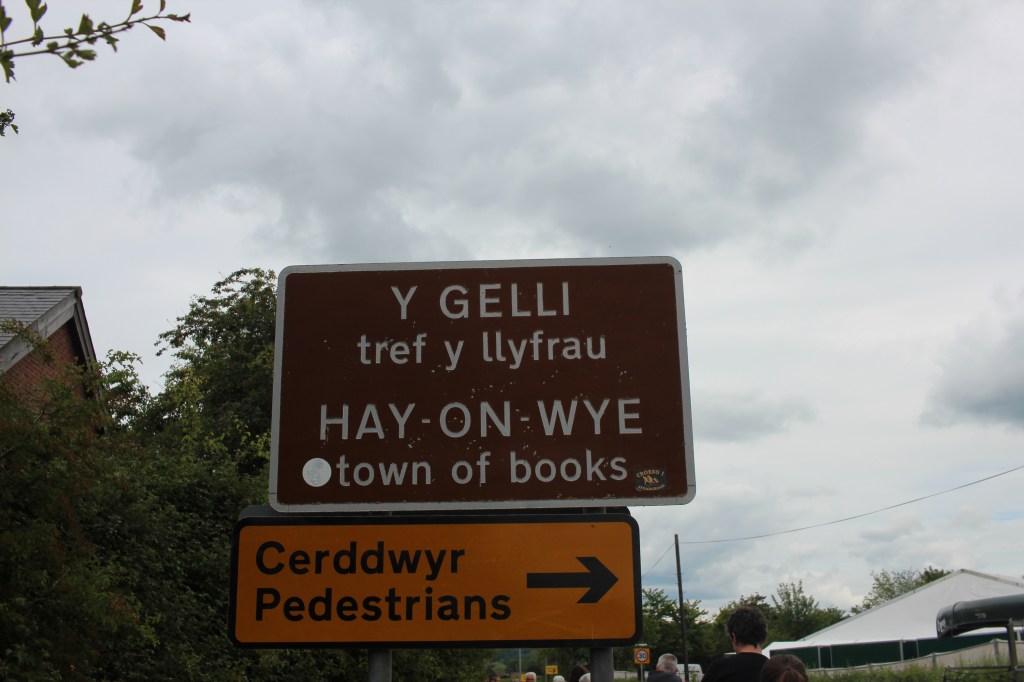 Y GELLI
tref y llyfrau
HAY-ON-WYE
town of books
Cerddwyr
Pedestrians